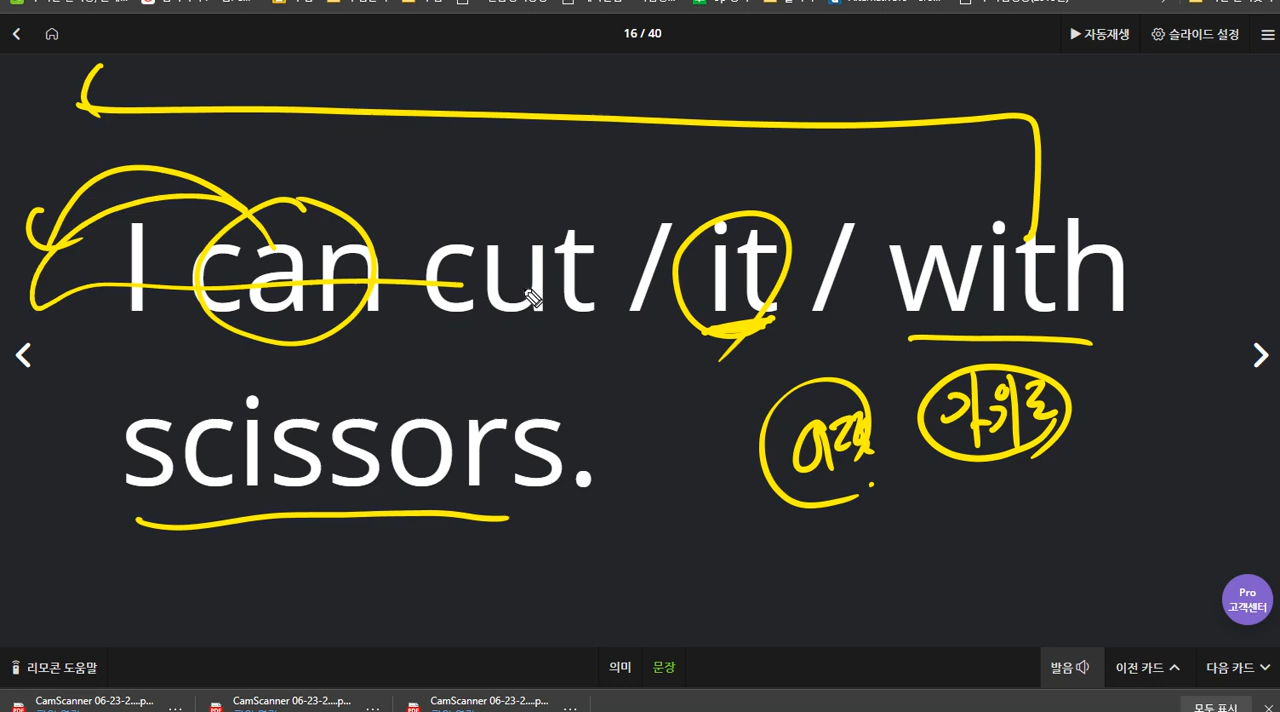 16 / 40
자동재생
슬라이드 설정
I can cut / it / with
가위로
scissors.
Pro
고객센터
리모콘 도움말
의미
문장
발음
이전 카드
다음 카드
CamScanner 06-23-2....p...
CamScanner 06-23-2....p...
CamScanner 06-23-2....p...
모두 표시